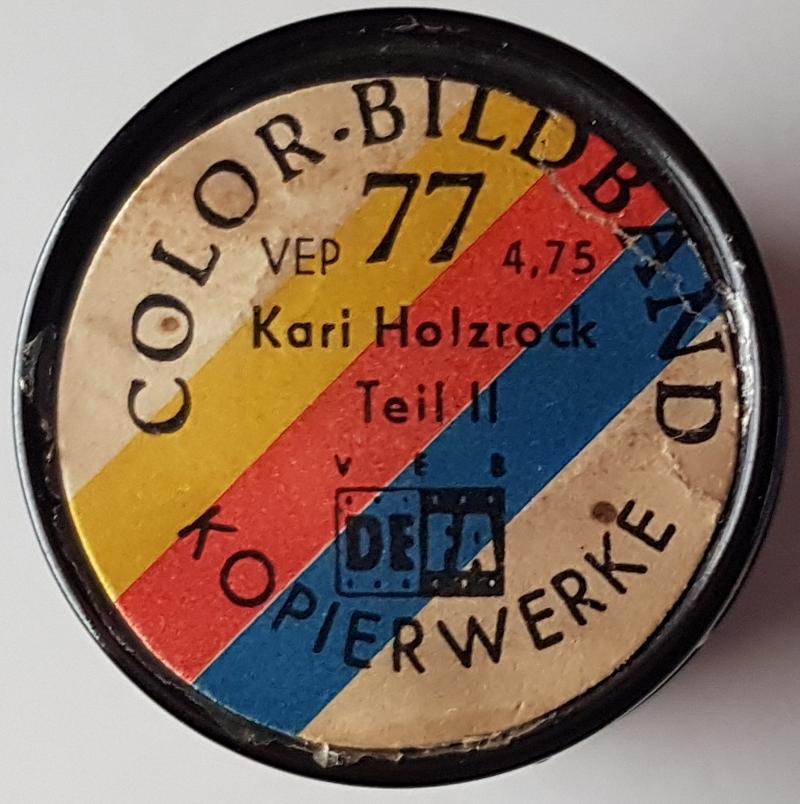 COLOR-BILDBAND
77
VEP 4,75
Kari Holzrock
Teil II
V E B
DEFA
KOPIERWERKE